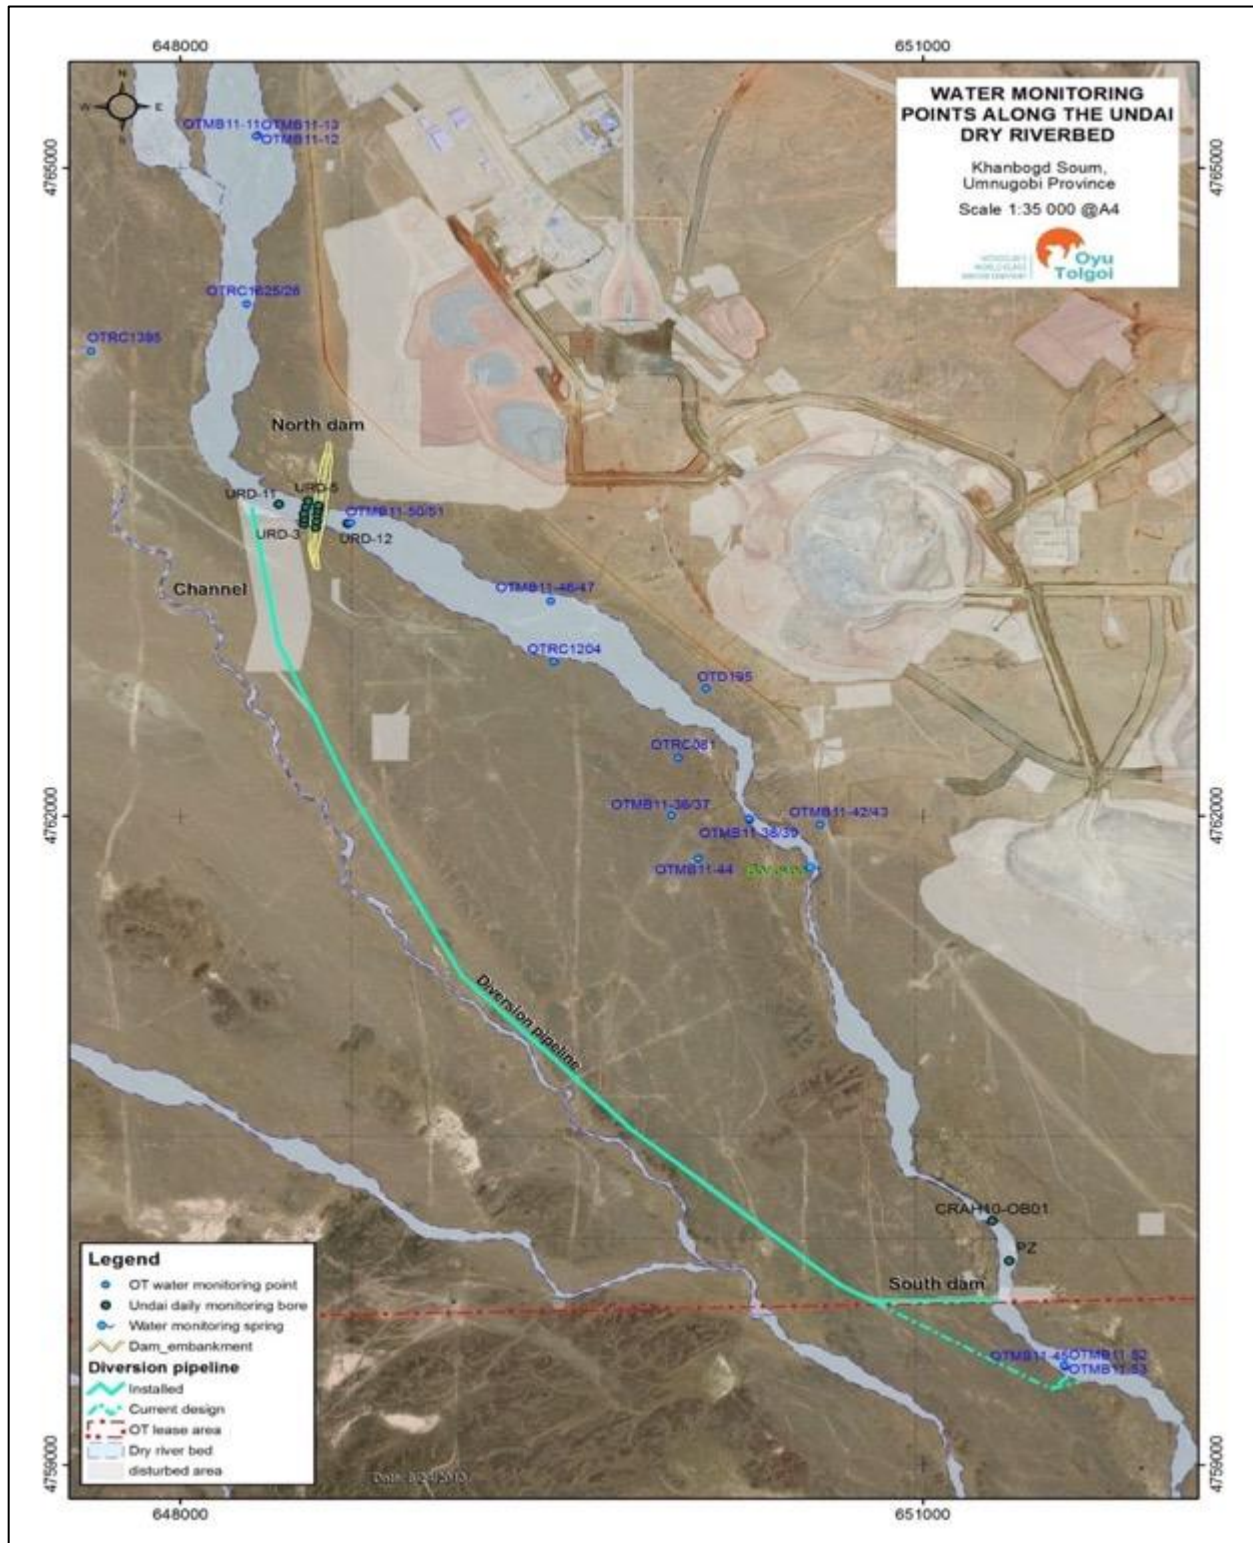 648000
651000
WATER MONITORING
POINTS ALONG THE UNDAI
DRY RIVERBED
Khanbogd Soum,
Umnugobi Province
Scale 1:35 000 @A4
Oyu
Tolgoi
N
W
E
S
4765000
4765000
OTMB11-11
OTMB11-13
OTMB11-12
OTRC1625/26
OTRC1395
North dam
URD-11
URD-5
OTMB11-50/51
URD-3
URD-12
Channel
OTMB11-46/47
OTRC1204
OTD195
OTRC081
4762000
4762000
OTMB11-36/37
OTMB11-42/43
OTMB11-38/39
OTMB11-44
Diversion pipeline
CRAH10-OB01
PZ
South dam
OTMB11-45
OTMB11-52
OTMB11-53
Legend
OT water monitoring point
Undai daily monitoring bore
Water monitoring spring
Dam_embankment
Diversion pipeline
Installed
Current design
OT lease area
Dry river bed
disturbed area
4759000
4759000
648000
651000